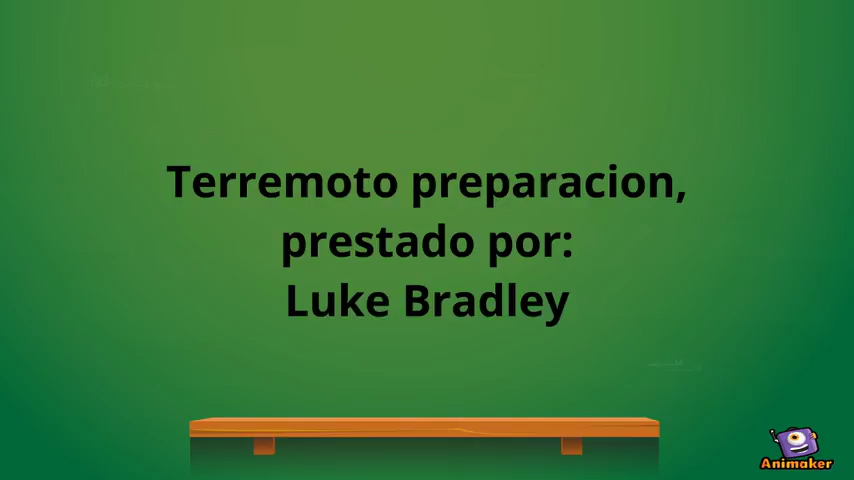 Terremoto preparacion,
prestado por:
Luke Bradley
Animaker